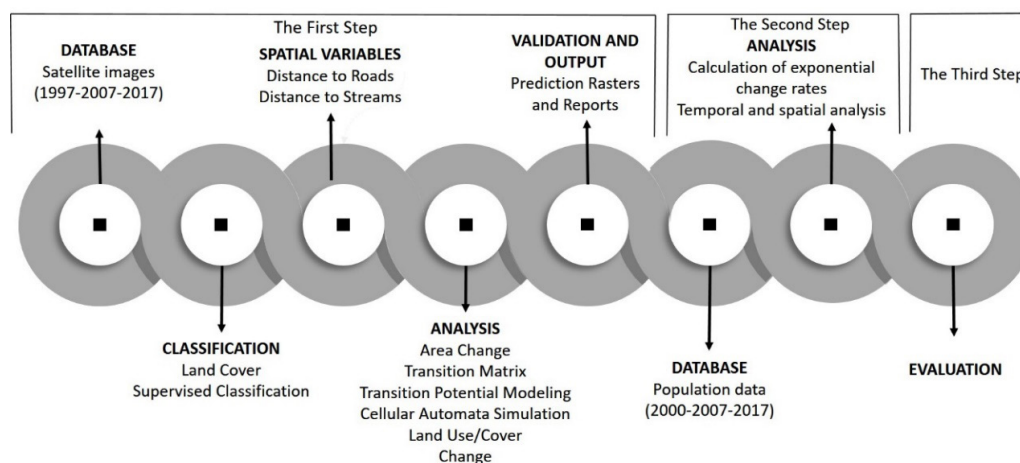 The First Step
DATABASE
Satellite images
(1997-2007-2017)
CLASSIFICATION
Land Cover
Supervised Classification
SPATIAL VARIABLES
Distance to Roads
Distance to Streams
ANALYSIS
Area Change
Transition Matrix
Transition Potential Modeling
Cellular Automata Simulation
Land Use/Cover
Change
VALIDATION AND
OUTPUT
Prediction Rasters
and Reports
The Second Step
DATABASE
Population data
(2000-2007-2017)
ANALYSIS
Calculation of exponential
change rates
Temporal and spatial analysis
The Third Step
EVALUATION